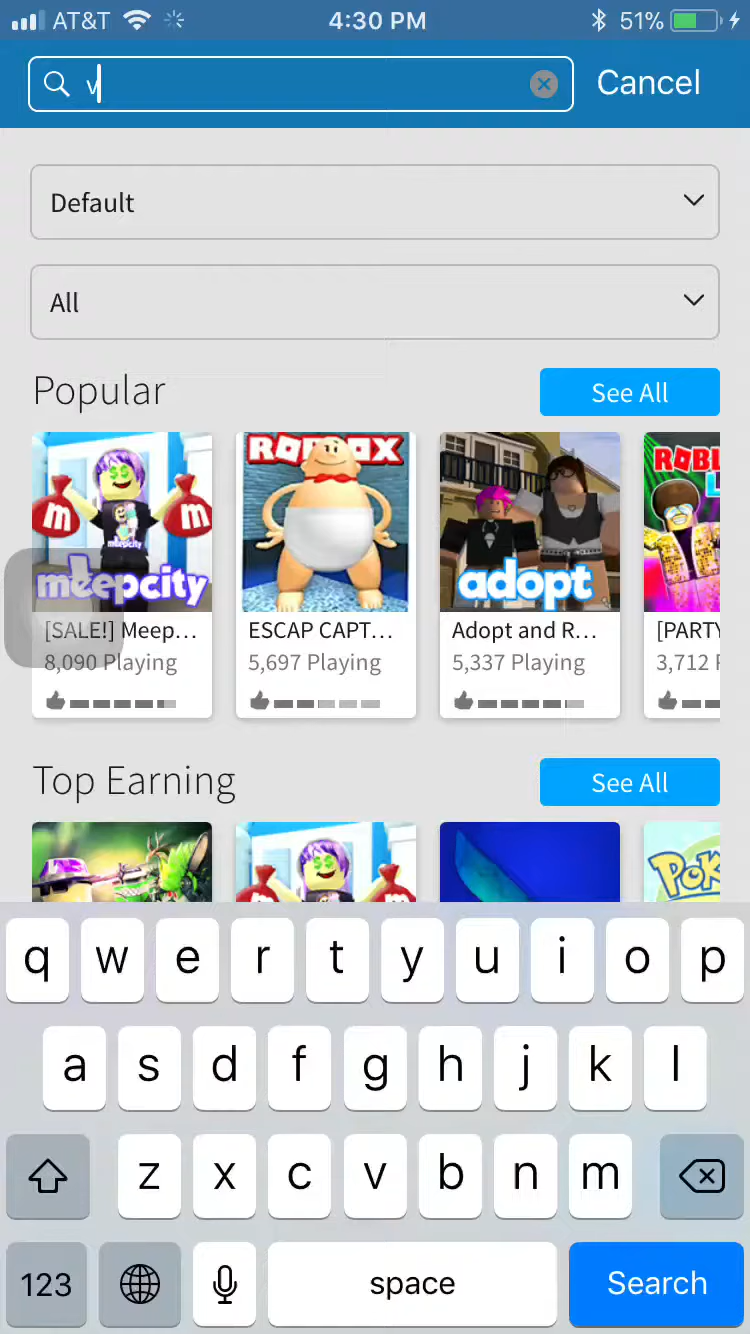 AT&T 4:30 PM 51%
v Cancel
Default
All
Popular See All
ROBLOX
m m
meepcity adopt
[SALE!] Meep... ESCAP CAPT... Adopt and R... [PARTY
8,090 Playing 5,697 Playing 5,337 Playing 3,712
Top Earning See All
q w e r t y u i o p
a s d f g h j k l
z x c v b n m
123 space Search